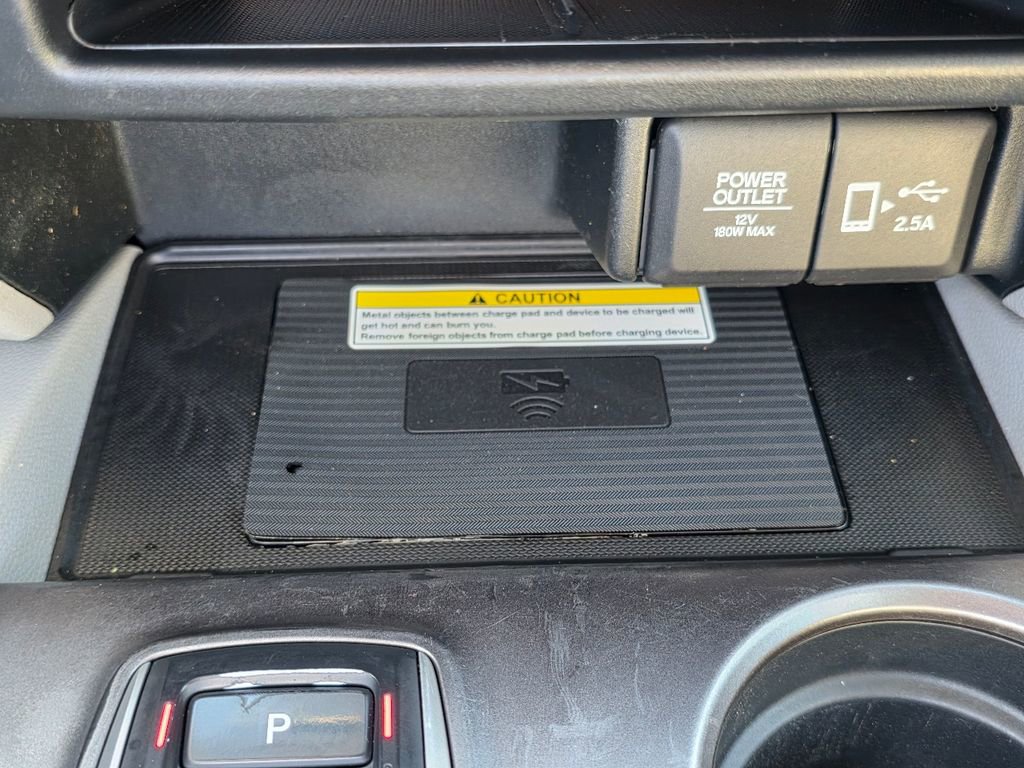 POWER
OUTLET
12V
180W MAX
2.5A
CAUTION
Metal objects between charge pad and device to be charged will
get hot and can burn you.
Remove foreign objects from charge pad before charging device.
P